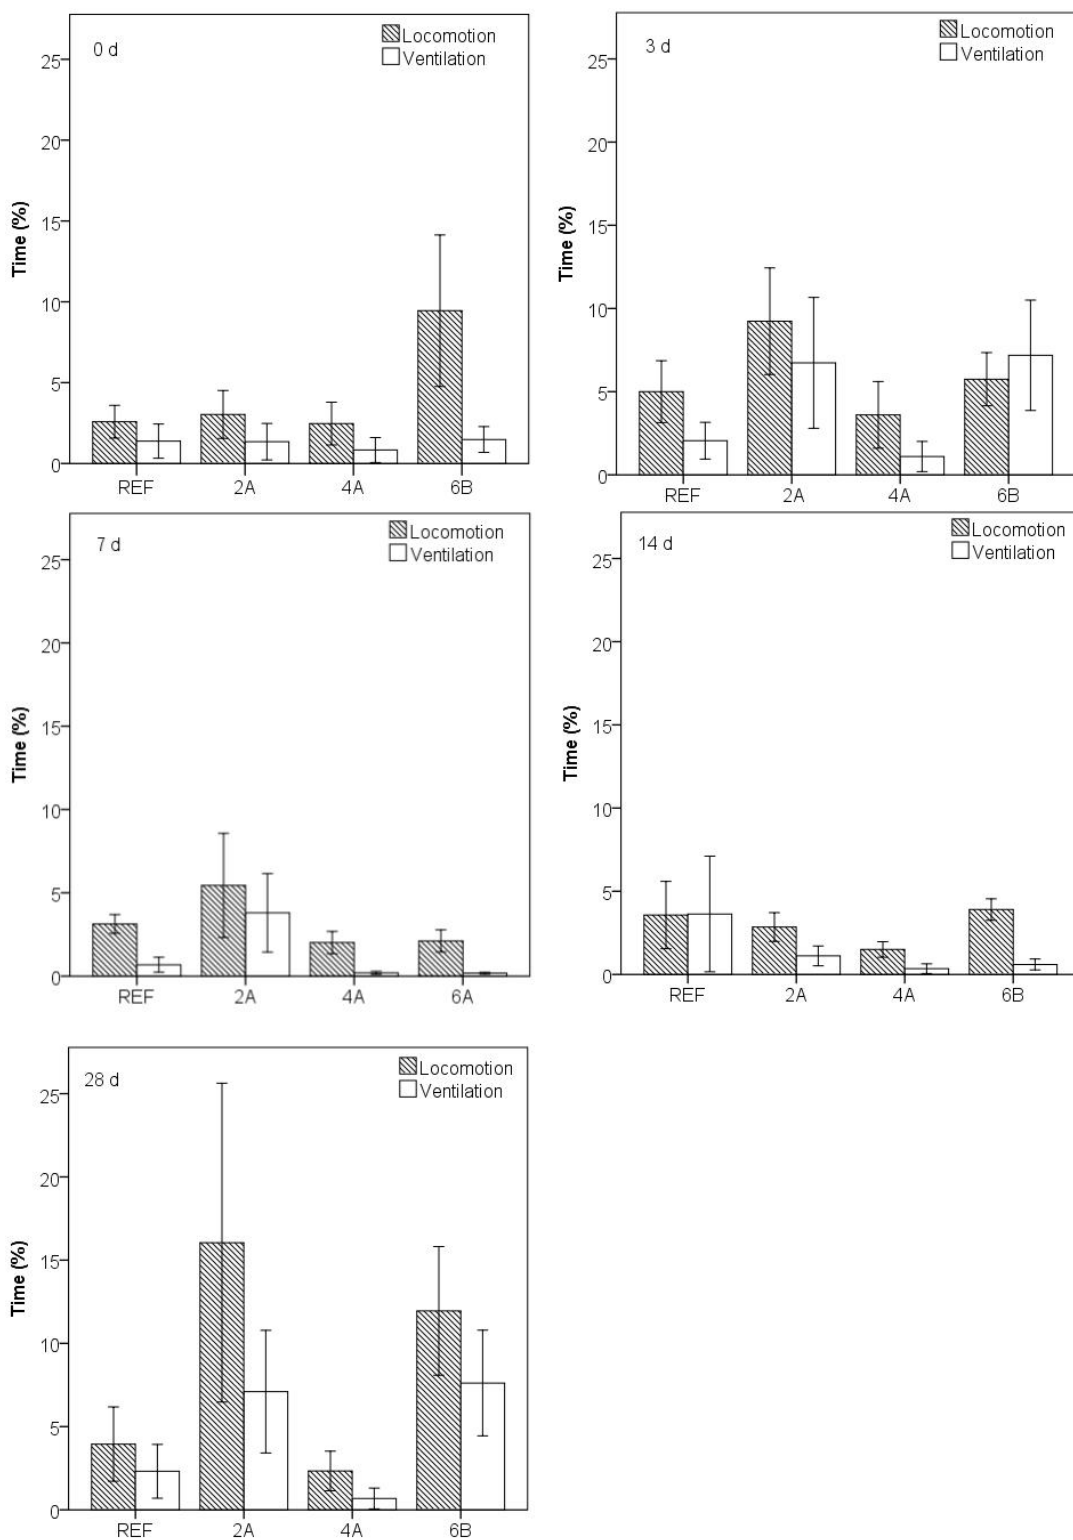 0 d
Locomotion
Ventilation
25
20
15
10
5
0
Time (%)
REF 2A 4A 6B
3 d
Locomotion
Ventilation
25
20
15
10
5
0
Time (%)
REF 2A 4A 6B
7 d
Locomotion
Ventilation
25
20
15
10
5
0
Time (%)
REF 2A 4A 6A
14 d
Locomotion
Ventilation
25
20
15
10
5
0
Time (%)
REF 2A 4A 6B
28 d
Locomotion
Ventilation
25
20
15
10
5
0
Time (%)
REF 2A 4A 6B